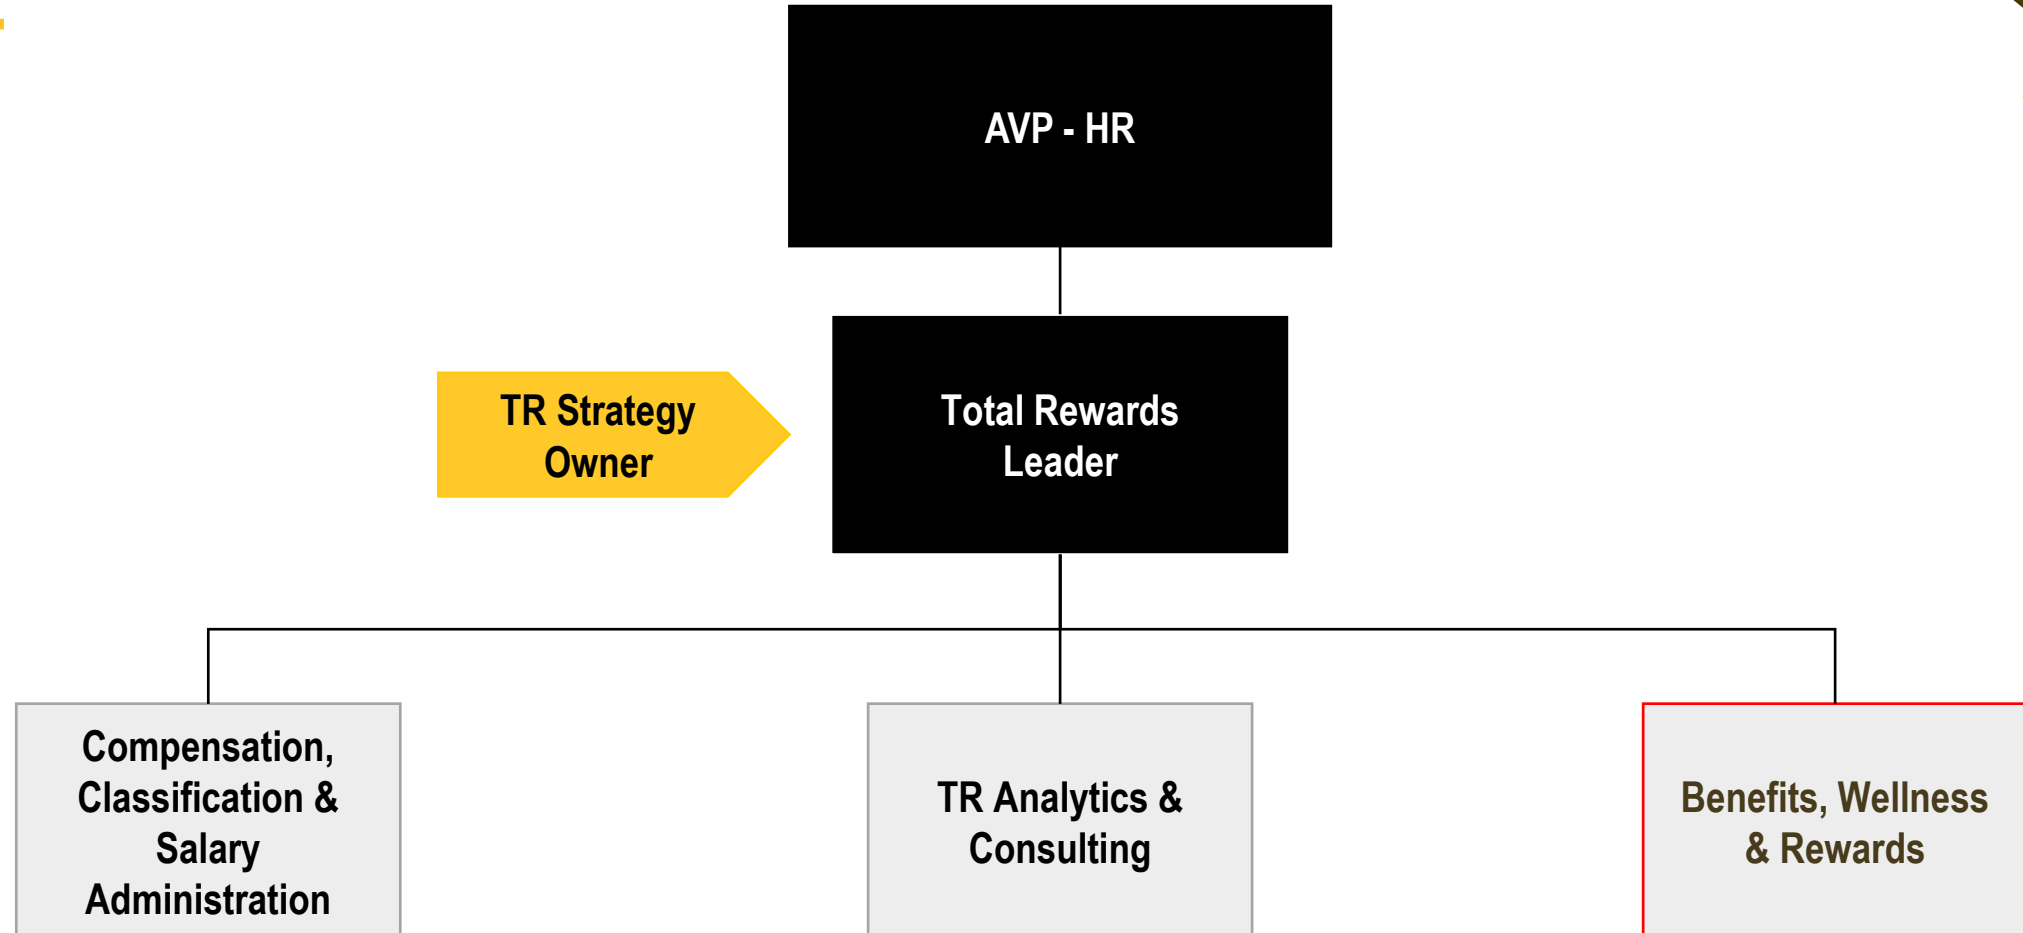 AVP - HR
TR Strategy
Owner
Total Rewards
Leader
Compensation,
Classification &
Salary
Administration
TR Analytics &
Consulting
Benefits, Wellness
& Rewards